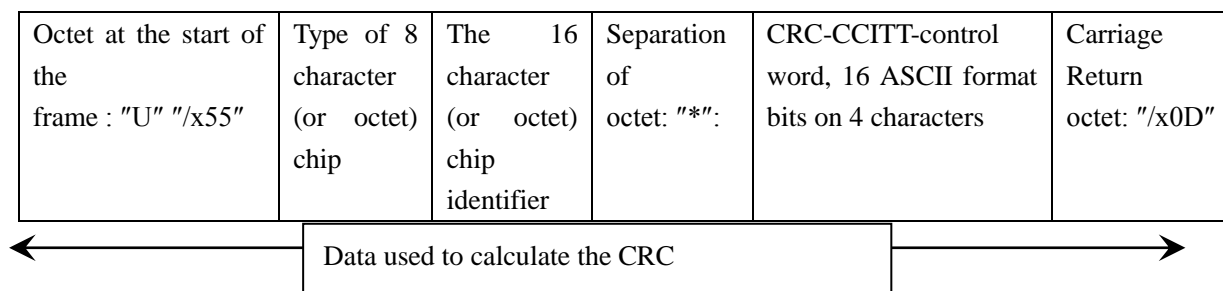 Octet at the start of
the
frame : ″U″ ″/x55″
Type of 8
character
(or octet)
chip
The 16
character
(or octet)
chip
identifier
Separation
of
octet: ″*″:
CRC-CCITT-control
word, 16 ASCII format
bits on 4 characters
Carriage
Return
octet: ″/x0D″
Data used to calculate the CRC